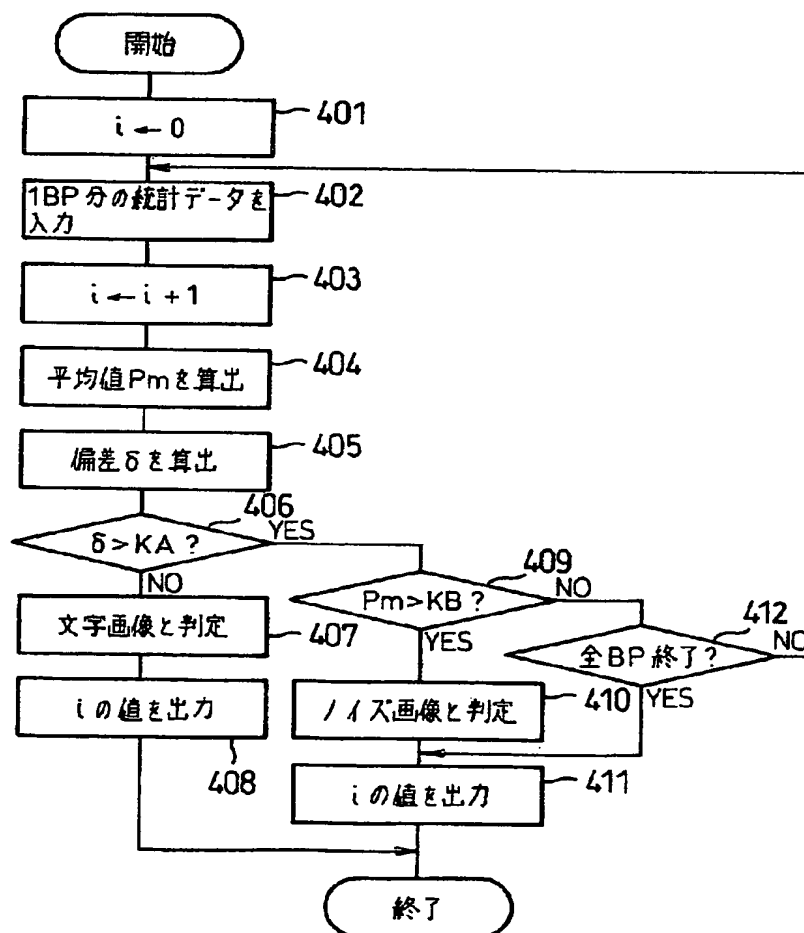 開始
i ← 0
401
1BP分の統計データを
入力
402
i ← i + 1
403
平均値Pmを算出
404
偏差δを算出
405
δ > KA ?
406
YES
NO
文字画像と判定
407
iの値を出力
408
Pm > KB ?
409
NO
YES
ノイズ画像と判定
410
iの値を出力
411
全BP終了?
412
NO
YES
終了